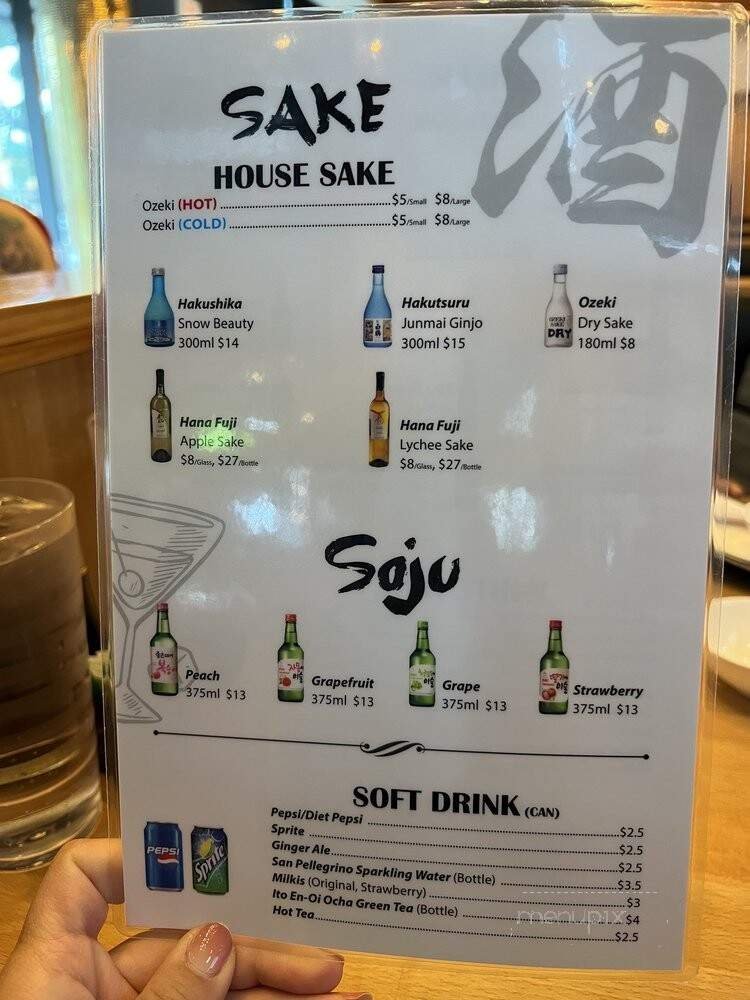 酒
SAKE
HOUSE SAKE
Ozeki (HOT) $5/Small $8/Large
Ozeki (COLD) $5/Small $8/Large
Hakushika
Snow Beauty
300ml $14
Hakutsuru
Junmai Ginjo
300ml $15
DRY
Ozeki
Dry Sake
180ml $8
Hana Fuji
Apple Sake
$8/Glass, $27/Bottle
Hana Fuji
Lychee Sake
$8/Glass, $27/Bottle
Soju
Peach
375ml $13
Grapefruit
375ml $13
Grape
375ml $13
Strawberry
375ml $13
SOFT DRINK (CAN)
PEPSI
Sprite
Pepsi/Diet Pepsi $2.5
Sprite $2.5
Ginger Ale $2.5
San Pellegrino Sparkling Water (Bottle) $3.5
Milkis (Original, Strawberry) $3
Ito En-Oi Ocha Green Tea (Bottle) $4
Hot Tea $2.5
menupix